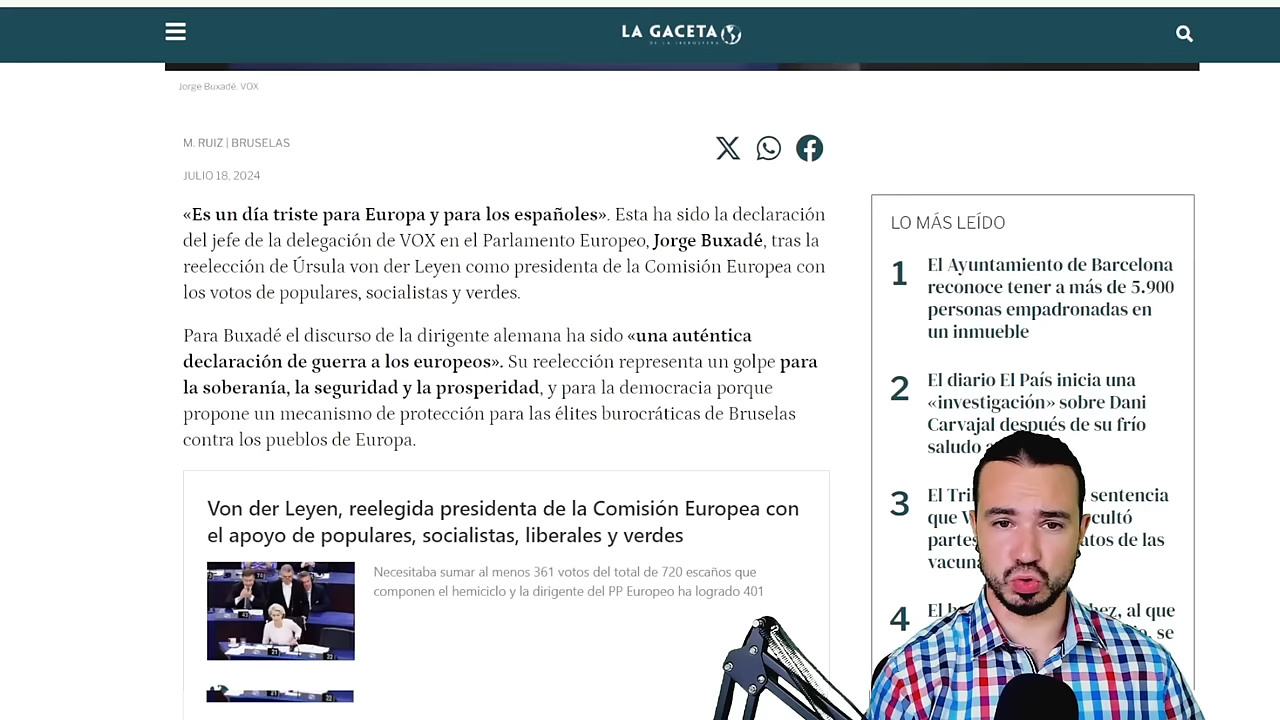 LA GACETA
DE LA IBEROSFERA
Jorge Buxadé. VOX
M. RUIZ | BRUSELAS
JULIO 18, 2024
«Es un día triste para Europa y para los españoles». Esta ha sido la declaración
del jefe de la delegación de VOX en el Parlamento Europeo, Jorge Buxadé, tras la
reelección de Úrsula von der Leyen como presidenta de la Comisión Europea con
los votos de populares, socialistas y verdes.
Para Buxadé el discurso de la dirigente alemana ha sido «una auténtica
declaración de guerra a los europeos». Su reelección representa un golpe para
la soberanía, la seguridad y la prosperidad, y para la democracia porque
propone un mecanismo de protección para las élites burocráticas de Bruselas
contra los pueblos de Europa.
Von der Leyen, reelegida presidenta de la Comisión Europea con
el apoyo de populares, socialistas, liberales y verdes
Necesitaba sumar al menos 361 votos del total de 720 escaños que
componen el hemiciclo y la dirigente del PP Europeo ha logrado 401
LO MÁS LEÍDO
1
El Ayuntamiento de Barcelona
reconoce tener a más de 5.900
personas empadronadas en
un inmueble
2
El diario El País inicia una
«investigación» sobre Dani
Carvajal después de su frío
saludo
3
El sentencia
que
de las
4
El al que
se